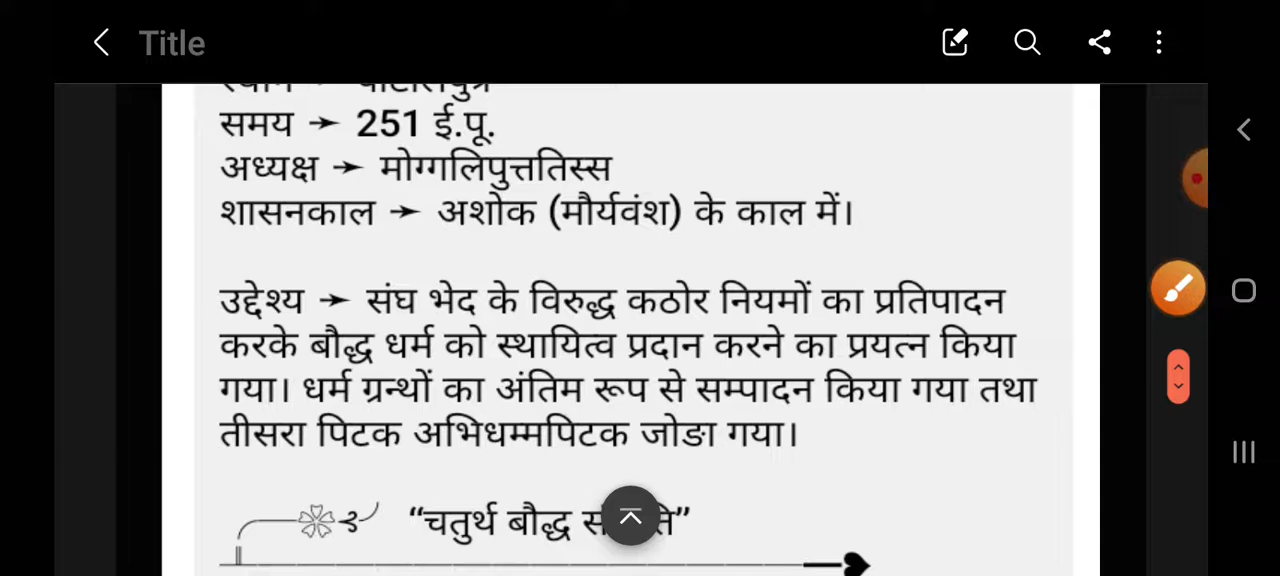 Title
समय → 251 ई.पू.
अध्यक्ष → मोग्गलिपुत्ततिस्स
शासनकाल → अशोक (मौर्यवंश) के काल में।
उद्देश्य → संघ भेद के विरुद्ध कठोर नियमों का प्रतिपादन
करके बौद्ध धर्म को स्थायित्व प्रदान करने का प्रयत्न किया
गया। धर्म ग्रन्थों का अंतिम रूप से सम्पादन किया गया तथा
तीसरा पिटक अभिधम्मपिटक जोङा गया।
“चतुर्थ बौद्ध